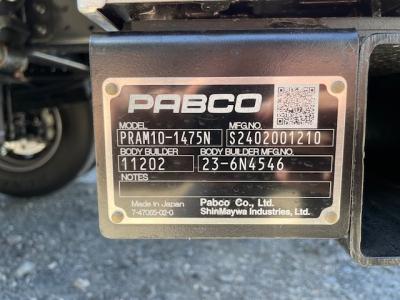 PABCO
MODEL MFG.NO.
PRAM10-1475N S2402001210
BODY BUILDER BODY BUILDER MFG.NO.
11202 23-6N4546
NOTES
Made in Japan Pabco Co., Ltd.
7-47065-02-0 ShinMaywa Industries, Ltd.